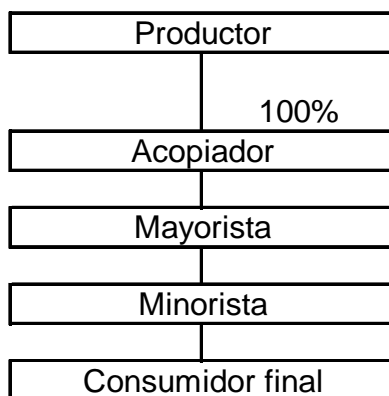 Productor
100%
Acopiador
Mayorista
Minorista
Consumidor final